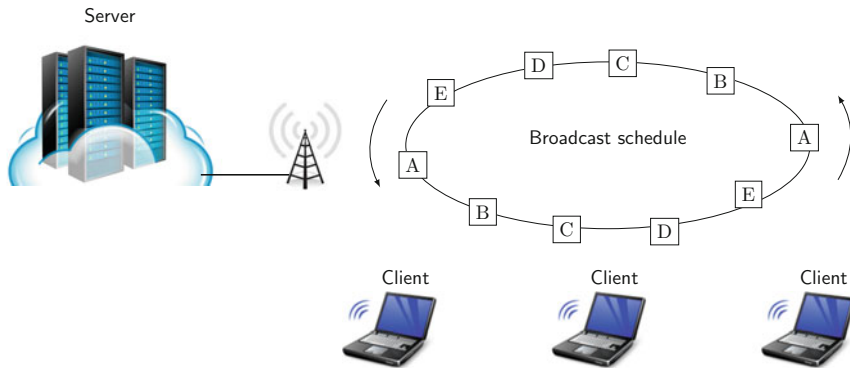 Server
D
C
B
E
Broadcast schedule
A
A
E
B
C
D
Client
Client
Client